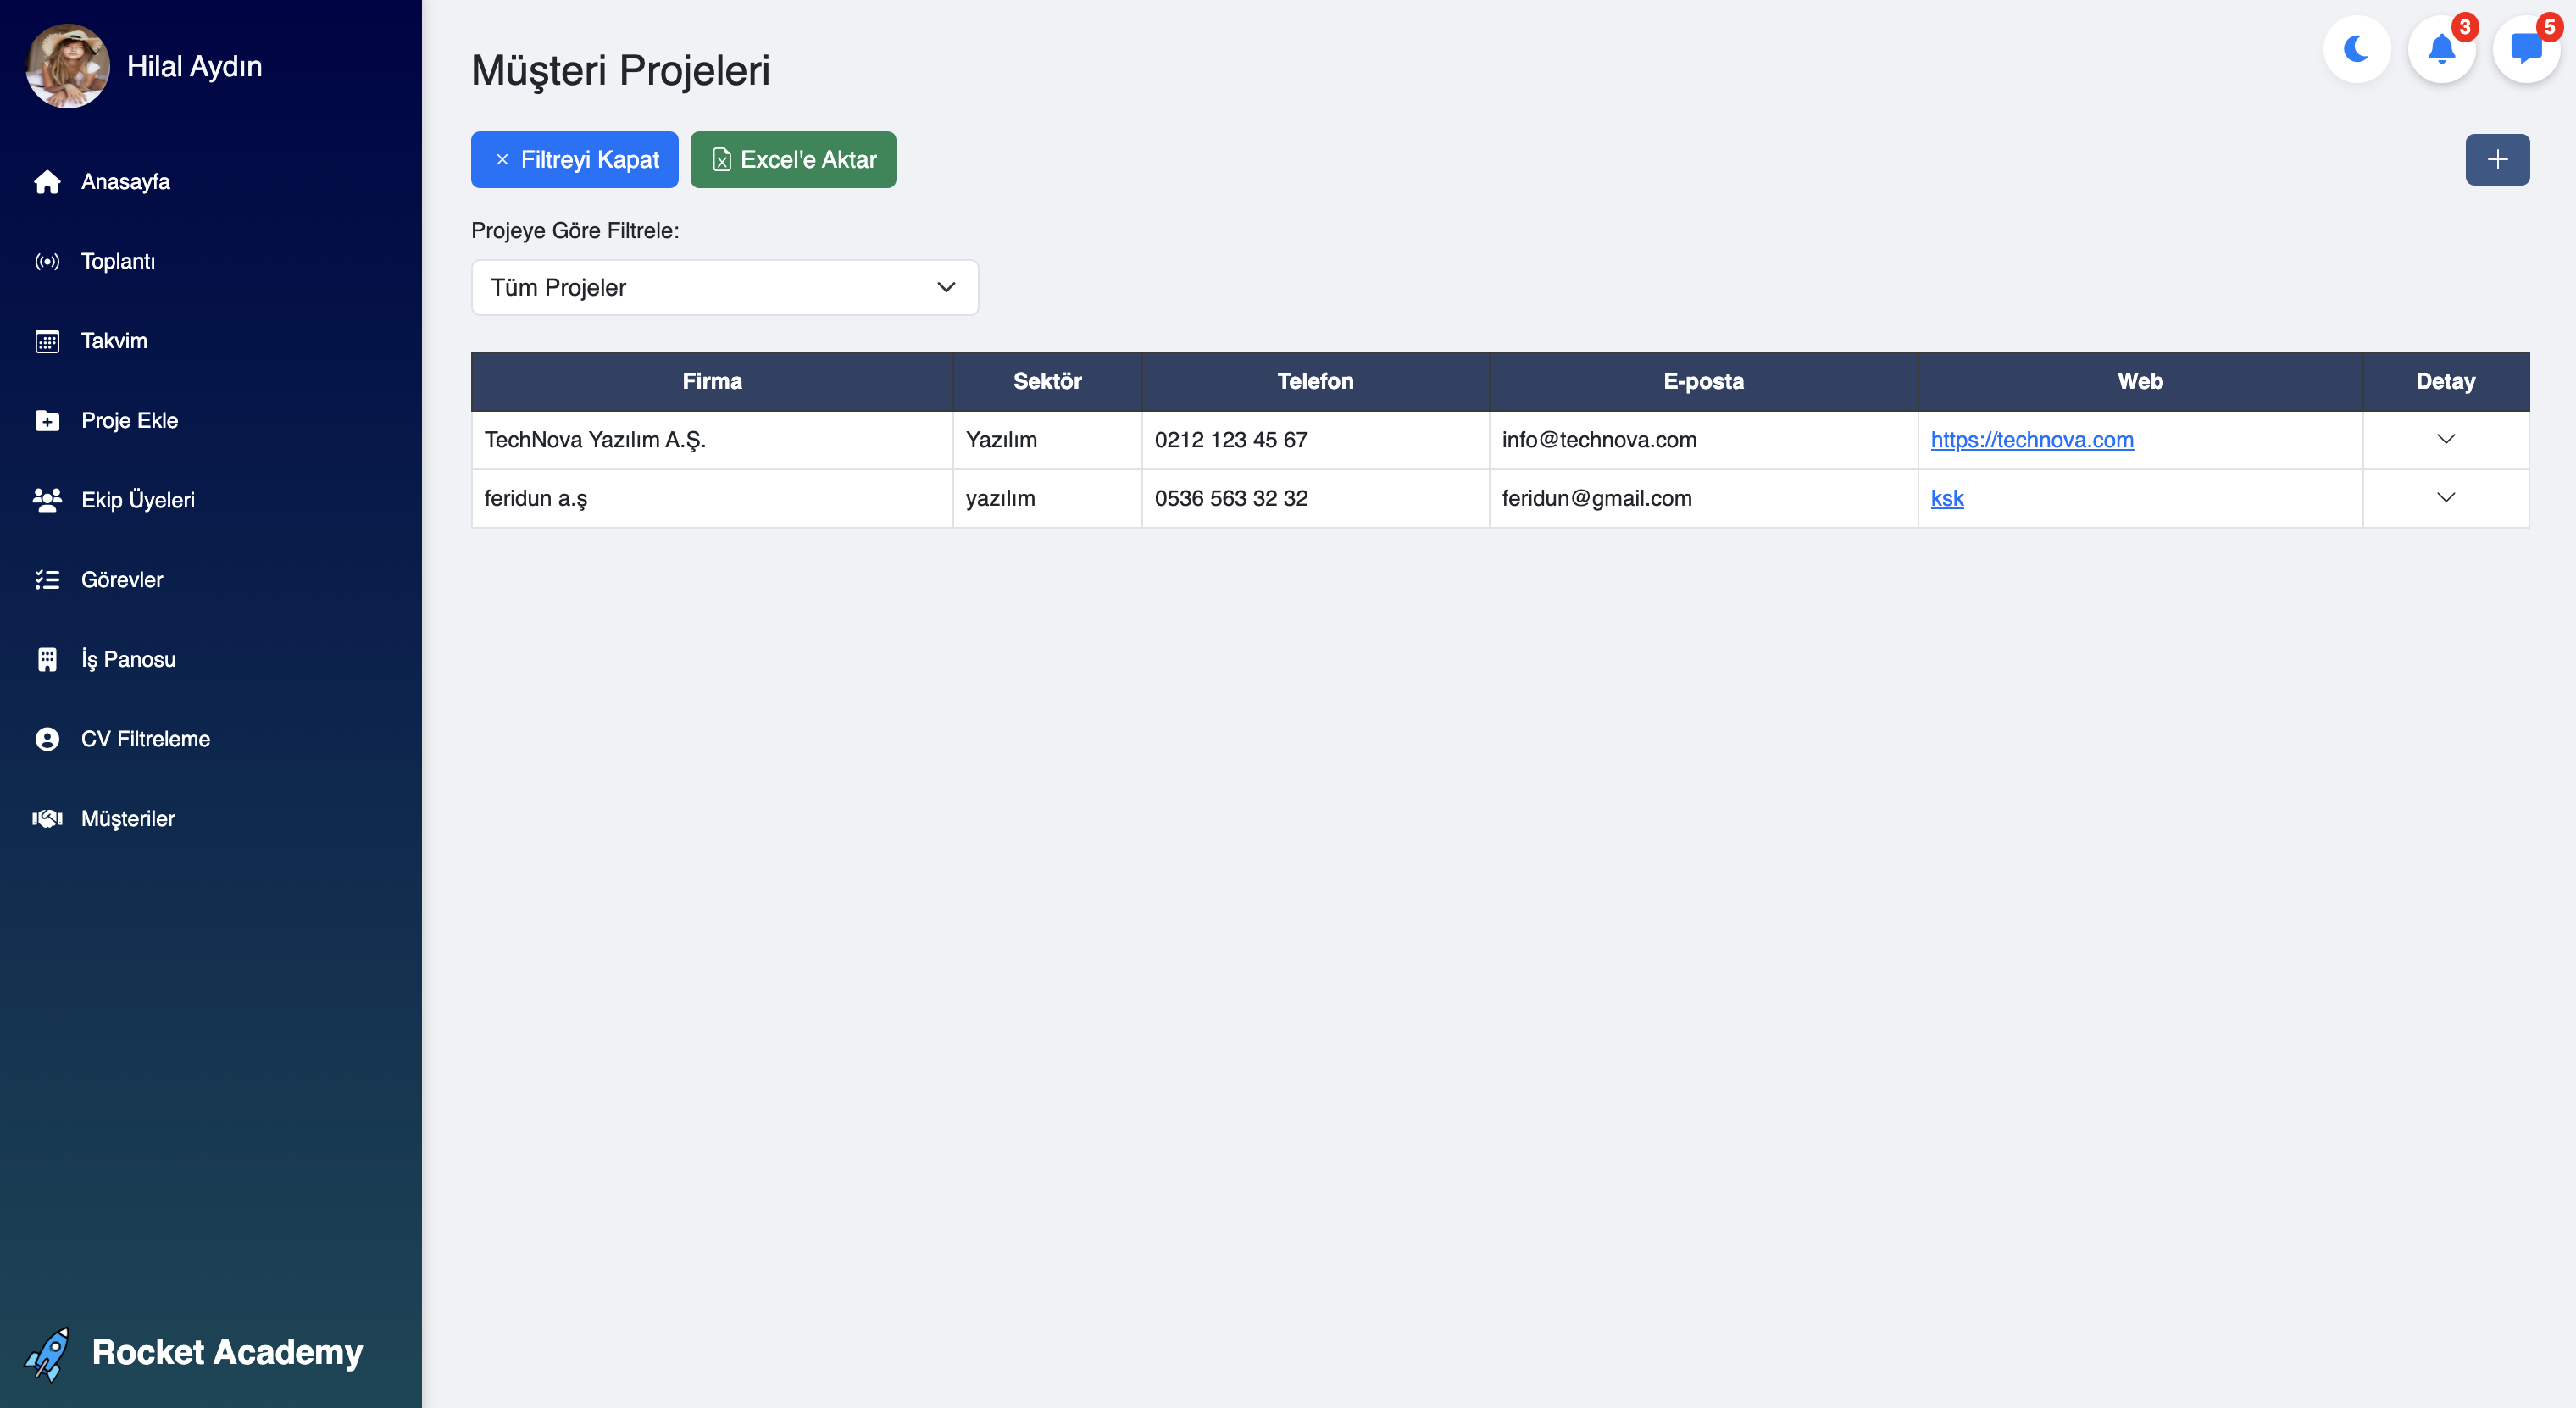 Hilal Aydın
Anasayfa
Toplantı
Takvim
Proje Ekle
Ekip Üyeleri
Görevler
İş Panosu
CV Filtreleme
Müşteriler
Rocket Academy
3
5
Müşteri Projeleri
Filtreyi Kapat
Excel'e Aktar
Projeye Göre Filtrele:
Tüm Projeler
Firma Sektör Telefon E-posta Web Detay
TechNova Yazılım A.Ş. Yazılım 0212 123 45 67 info@technova.com https://technova.com
feridun a.ş yazılım 0536 563 32 32 feridun@gmail.com ksk